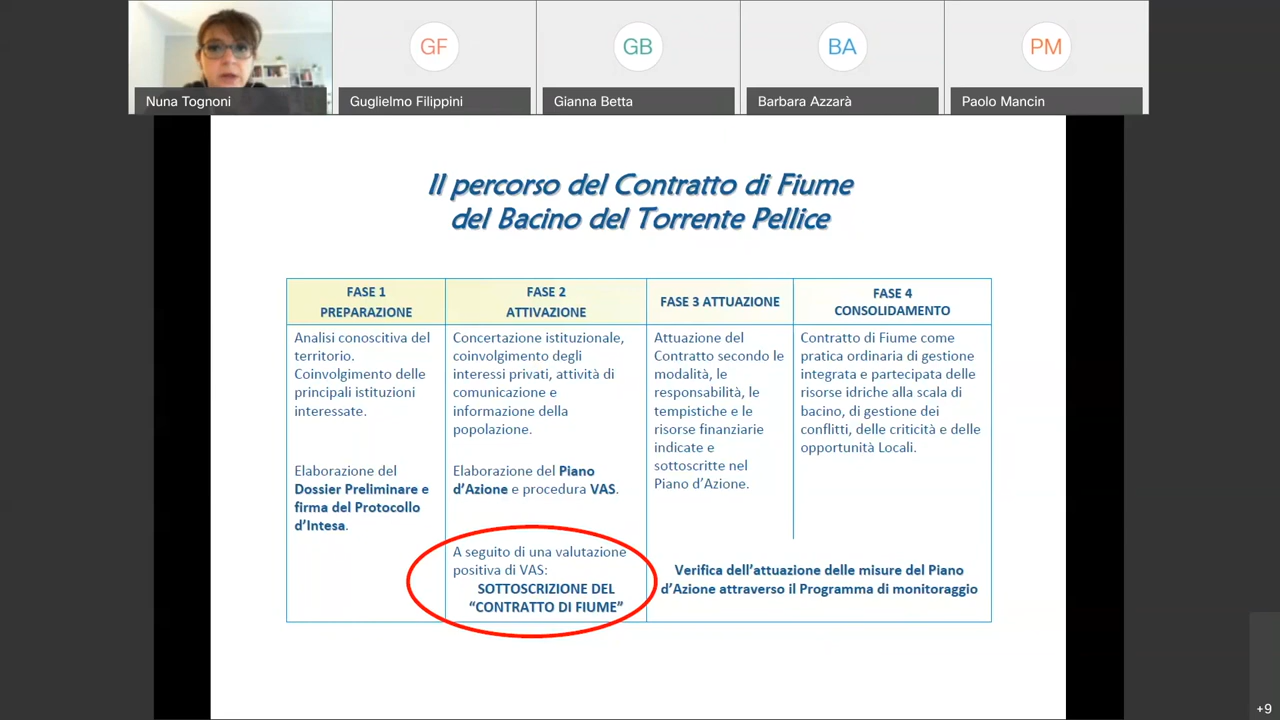 GF
GB
BA
PM
Nuna Tognoni
Guglielmo Filippini
Gianna Betta
Barbara Azzarà
Paolo Mancin
Il percorso del Contratto di Fiume
del Bacino del Torrente Pellice
FASE 1
PREPARAZIONE
FASE 2
ATTIVAZIONE
FASE 3 ATTUAZIONE
FASE 4
CONSOLIDAMENTO
Analisi conoscitiva del
territorio.
Coinvolgimento delle
principali istituzioni
interessate.
Elaborazione del
Dossier Preliminare e
firma del Protocollo
d’Intesa.
Concertazione istituzionale,
coinvolgimento degli
interessi privati, attività di
comunicazione e
informazione della
popolazione.
Elaborazione del Piano
d’Azione e procedura VAS.
A seguito di una valutazione
positiva di VAS:
SOTTOSCRIZIONE DEL
“CONTRATTO DI FIUME”
Attuazione del
Contratto secondo le
modalità, le
responsabilità, le
tempistiche e le
risorse finanziarie
indicate e
sottoscritte nel
Piano d’Azione.
Contratto di Fiume come
pratica ordinaria di gestione
integrata e partecipata delle
risorse idriche alla scala di
bacino, di gestione dei
conflitti, delle criticità e delle
opportunità Locali.
Verifica dell’attuazione delle misure del Piano
d’Azione attraverso il Programma di monitoraggio
+9